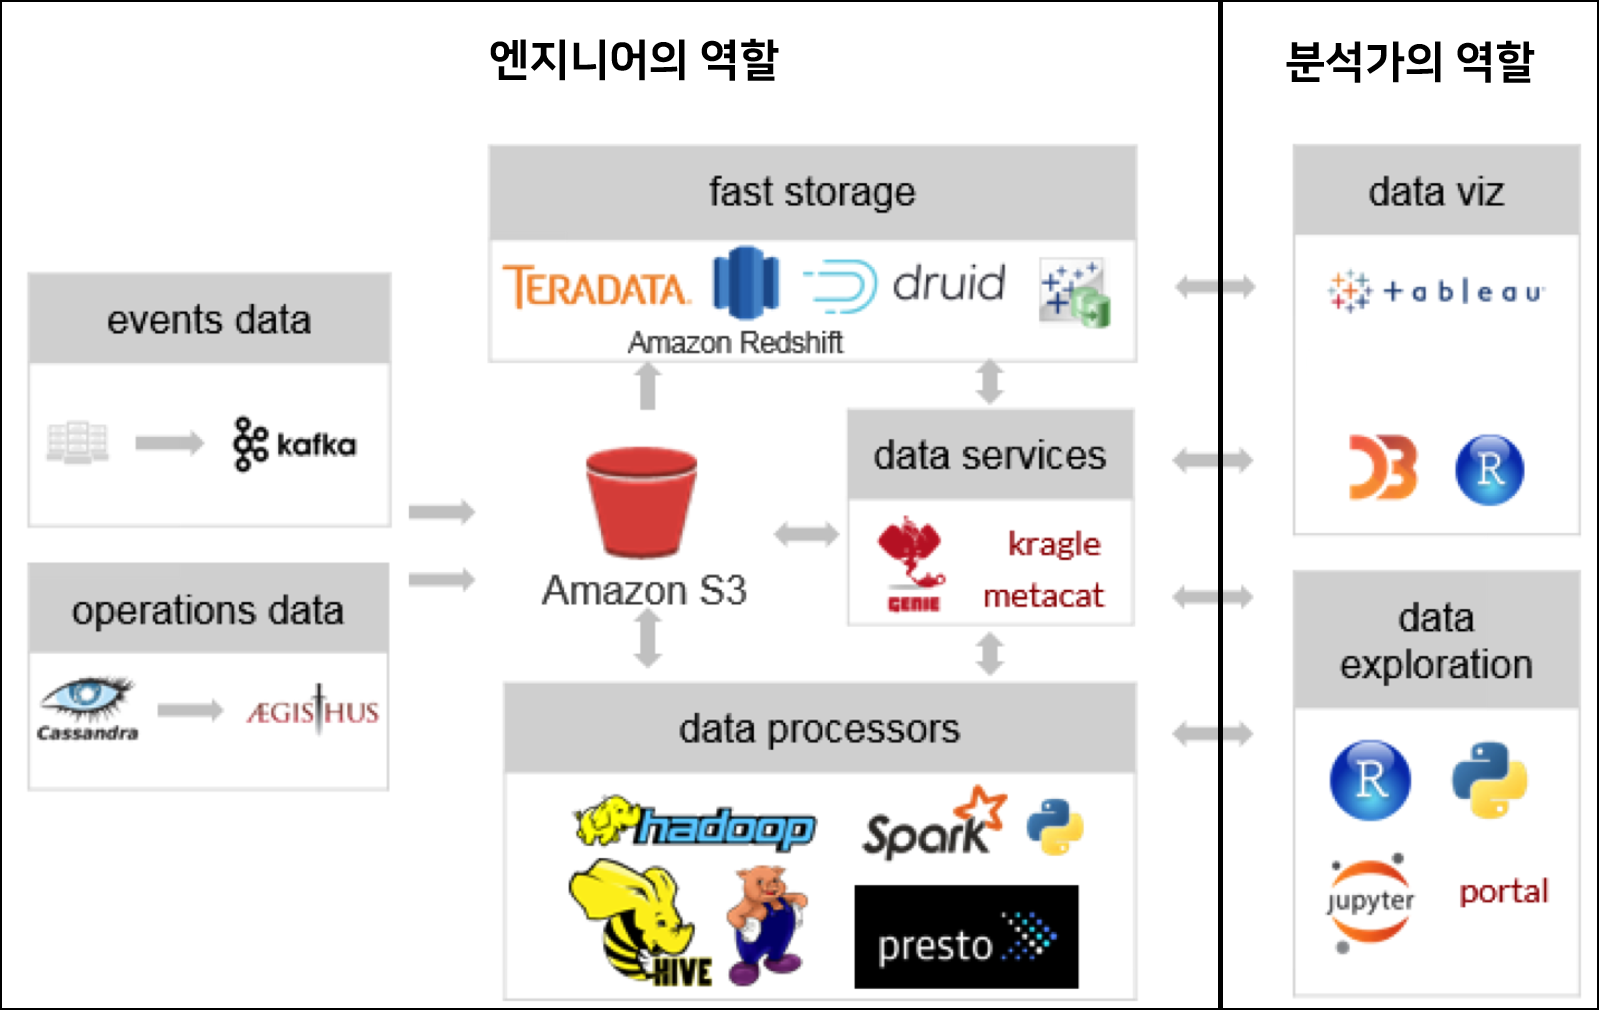 엔지니어의 역할
분석가의 역할
fast storage
TERADATA
Amazon Redshift
druid
data viz
+ a b l e a u
D3
R
events data
kafka
operations data
Cassandra
ÆGISTHUS
Amazon S3
data services
GENIE
kragle
metacat
data processors
hadoop
Spark
HIVE
presto
data
exploration
R
jupyter
portal